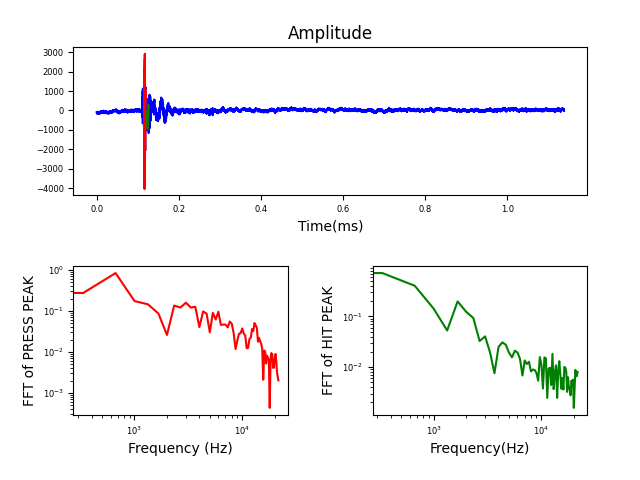 Amplitude
3000
2000
1000
0
−1000
−2000
−3000
−4000
0.0 0.2 0.4 0.6 0.8 1.0
Time(ms)
FFT of PRESS PEAK
10⁰
10⁻¹
10⁻²
10⁻³
10³ 10⁴
Frequency (Hz)
FFT of HIT PEAK
10⁻¹
10⁻²
10³ 10⁴
Frequency(Hz)